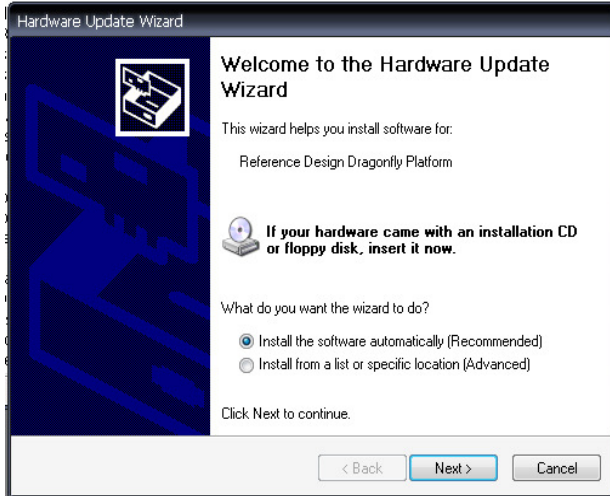 Hardware Update Wizard
Welcome to the Hardware Update
Wizard
This wizard helps you install software for:
Reference Design Dragonfly Platform
If your hardware came with an installation CD
or floppy disk, insert it now.
What do you want the wizard to do?
Install the software automatically (Recommended)
Install from a list or specific location (Advanced)
Click Next to continue.
< Back
Next >
Cancel